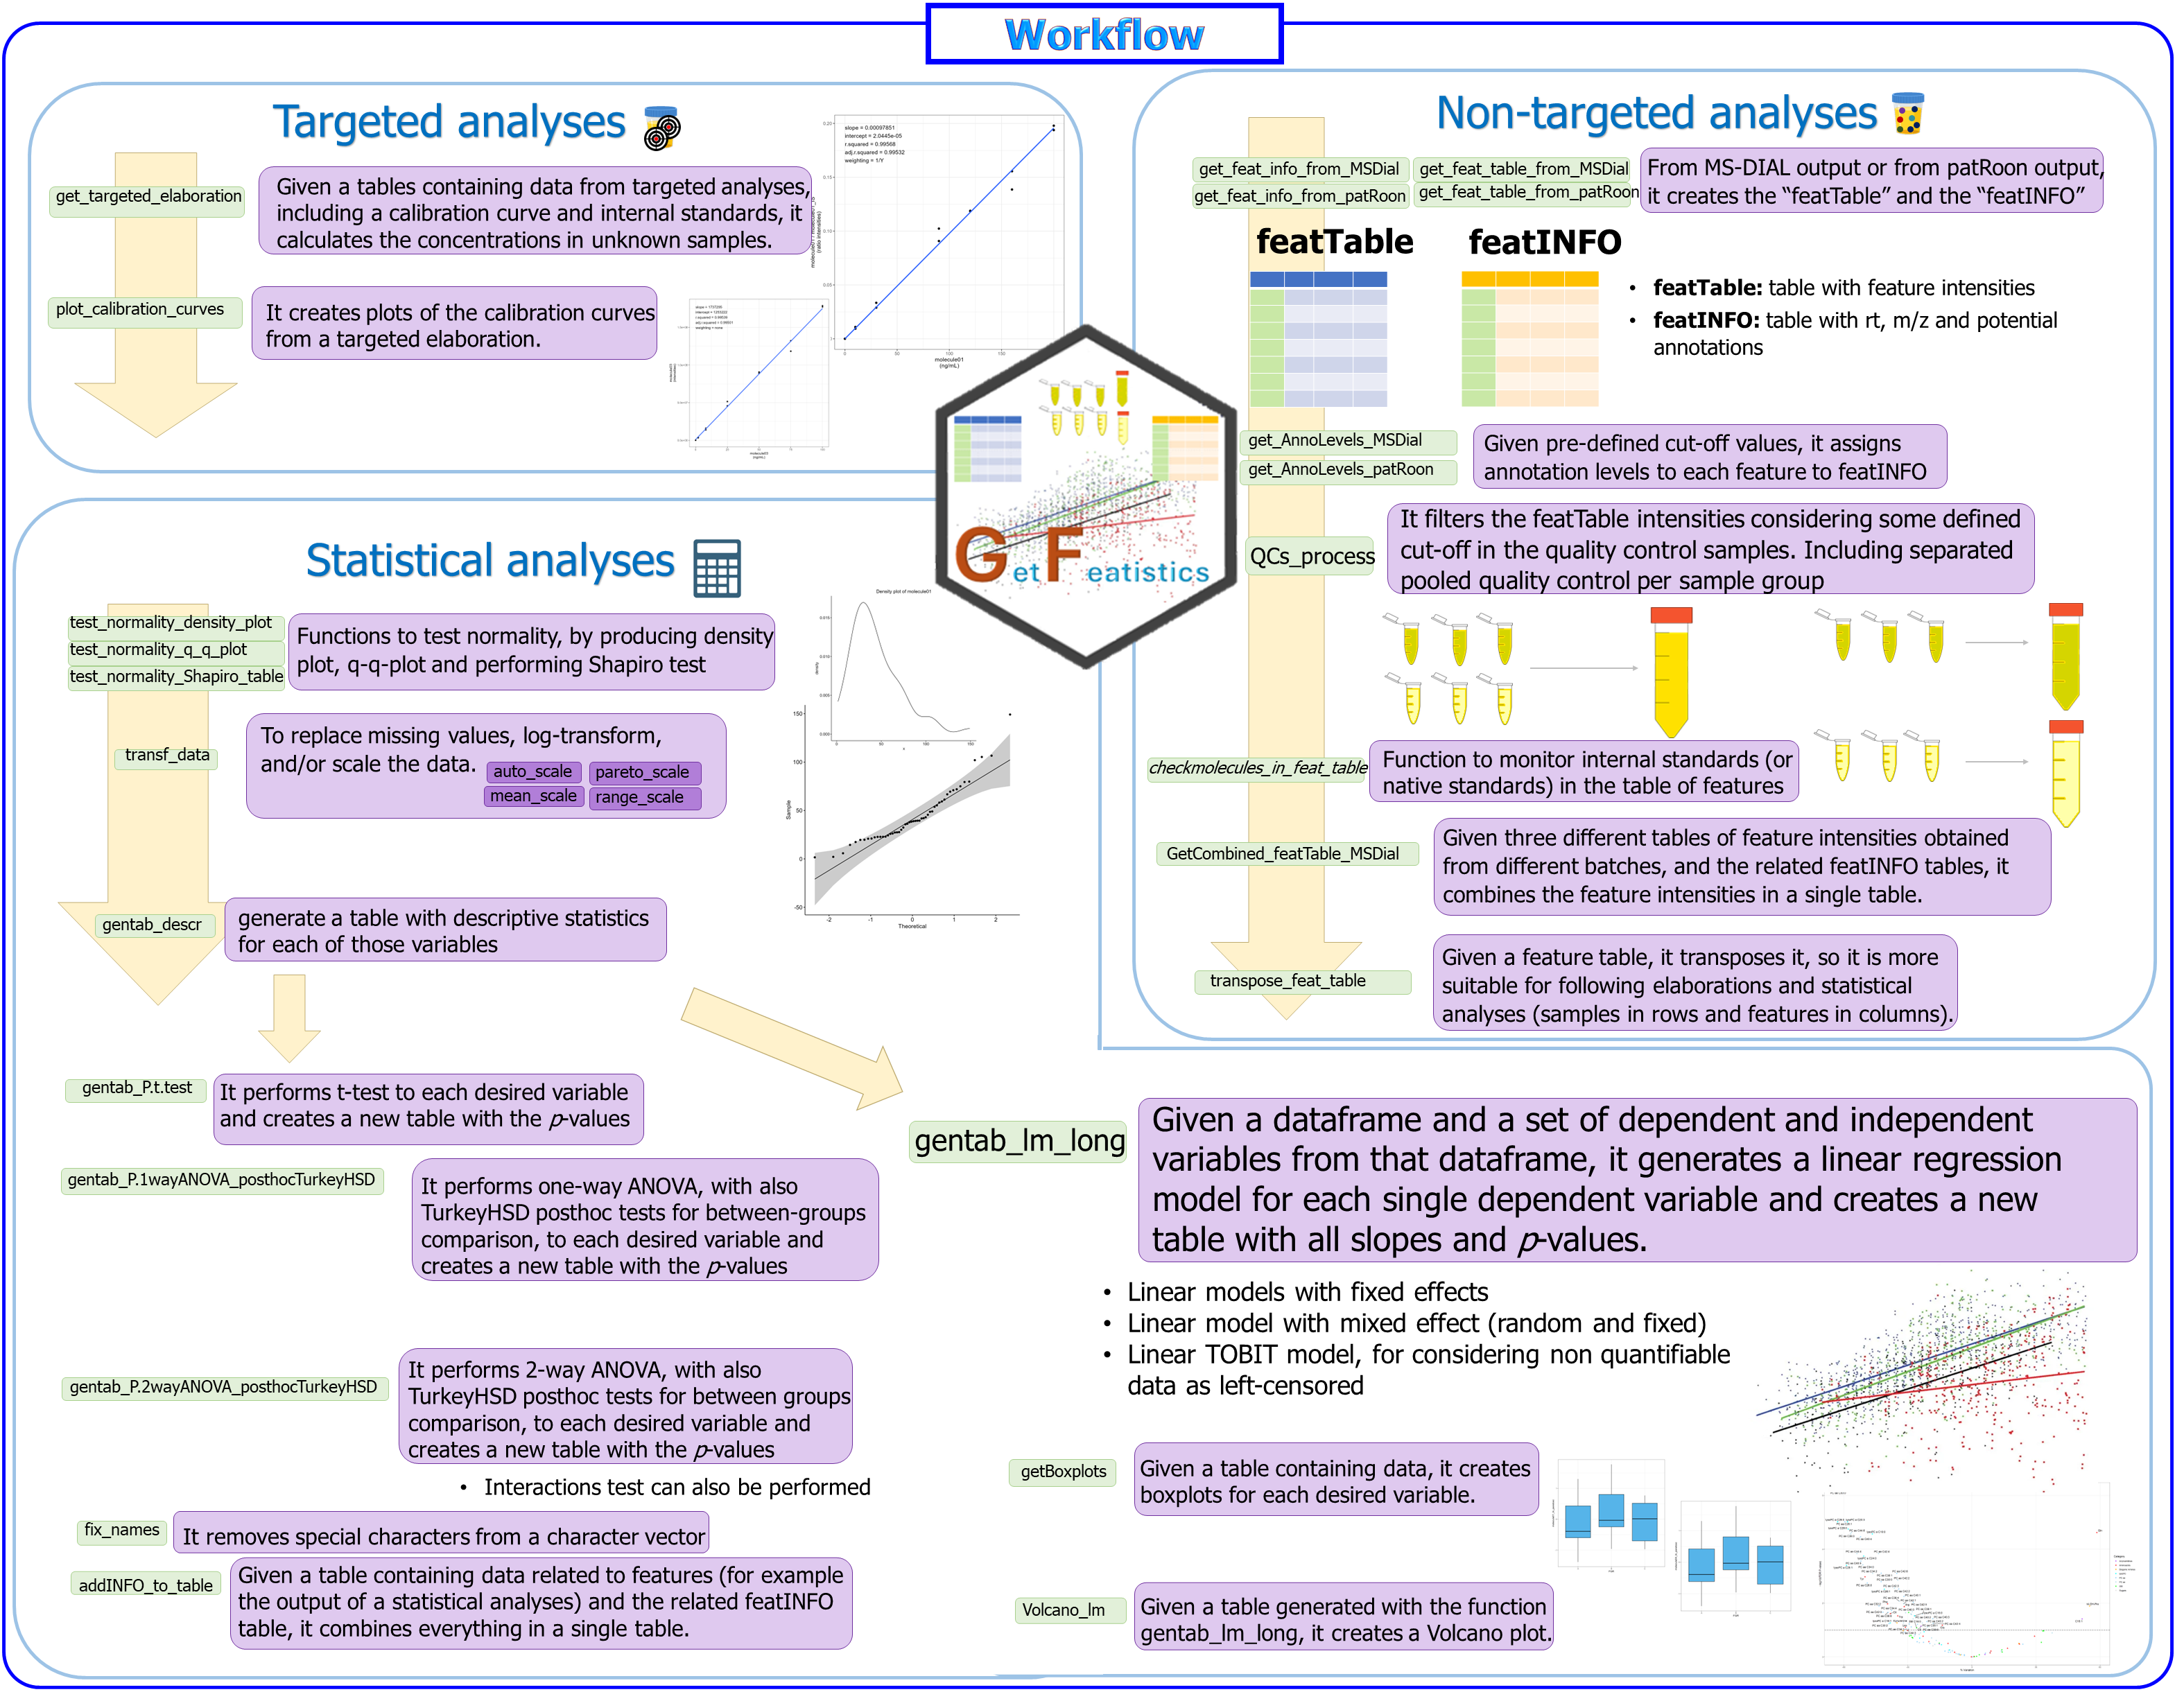 Workflow
Targeted analyses
get_targeted_elaboration
Given a tables containing data from targeted analyses,
including a calibration curve and internal standards, it
calculates the concentrations in unknown samples.
plot_calibration_curves
It creates plots of the calibration curves
from a targeted elaboration.
slope = 0.00097851
intercept = 2.0445e-05
r.squared = 0.99568
adj.r.squared = 0.99532
weighting = 1/Y
molecule01
(ng/mL)
Non-targeted analyses
get_feat_info_from_MSDial
get_feat_table_from_MSDial
get_feat_info_from_patRoon
get_feat_table_from_patRoon
From MS-DIAL output or from patRoon output,
it creates the “featTable” and the “featINFO”
featTable
featINFO
• featTable: table with feature intensities
• featINFO: table with rt, m/z and potential
annotations
get_AnnoLevels_MSDial
get_AnnoLevels_patRoon
Given pre-defined cut-off values, it assigns
annotation levels to each feature to featINFO
QCs_process
It filters the featTable intensities considering some defined
cut-off in the quality control samples. Including separated
pooled quality control per sample group
checkmolecules_in_feat_table
Function to monitor internal standards (or
native standards) in the table of features
GetCombined_featTable_MSDial
Given three different tables of feature intensities obtained
from different batches, and the related featINFO tables, it
combines the feature intensities in a single table.
transpose_feat_table
Given a feature table, it transposes it, so it is more
suitable for following elaborations and statistical
analyses (samples in rows and features in columns).
Get Featistics
Statistical analyses
test_normality_density_plot
test_normality_q_q_plot
test_normality_Shapiro_table
Functions to test normality, by producing density
plot, q-q-plot and performing Shapiro test
transf_data
To replace missing values, log-transform,
and/or scale the data.
auto_scale
pareto_scale
mean_scale
range_scale
Density plot of molecule01
density
150
100
50
0
-50
Sample
-2 -1 0 1 2
Theoretical
gentab_descr
generate a table with descriptive statistics
for each of those variables
gentab_P.t.test
It performs t-test to each desired variable
and creates a new table with the p-values
gentab_P.1wayANOVA_posthocTurkeyHSD
It performs one-way ANOVA, with also
TurkeyHSD posthoc tests for between-groups
comparison, to each desired variable and
creates a new table with the p-values
gentab_P.2wayANOVA_posthocTurkeyHSD
It performs 2-way ANOVA, with also
TurkeyHSD posthoc tests for between groups
comparison, to each desired variable and
creates a new table with the p-values
• Interactions test can also be performed
fix_names
It removes special characters from a character vector
addINFO_to_table
Given a table containing data related to features (for example
the output of a statistical analyses) and the related featINFO
table, it combines everything in a single table.
gentab_lm_long
Given a dataframe and a set of dependent and independent
variables from that dataframe, it generates a linear regression
model for each single dependent variable and creates a new
table with all slopes and p-values.
• Linear models with fixed effects
• Linear model with mixed effect (random and fixed)
• Linear TOBIT model, for considering non quantifiable
data as left-censored
getBoxplots
Given a table containing data, it creates
boxplots for each desired variable.
Volcano_lm
Given a table generated with the function
gentab_lm_long, it creates a Volcano plot.